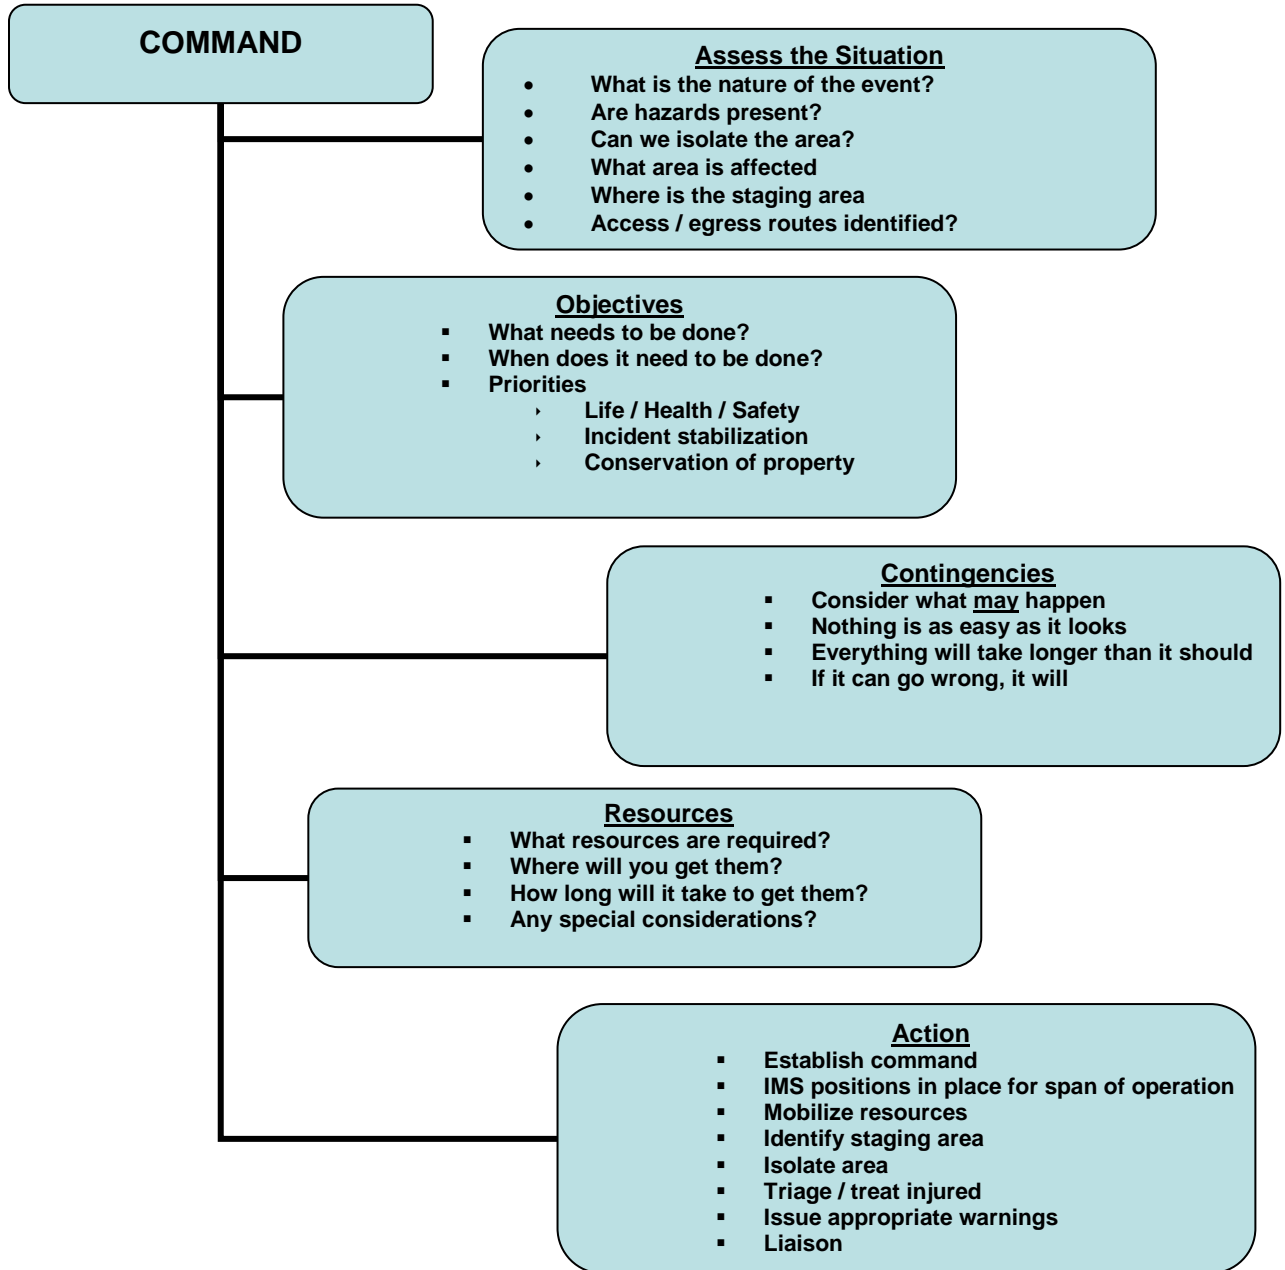 COMMAND
Assess the Situation
• What is the nature of the event?
• Are hazards present?
• Can we isolate the area?
• What area is affected
• Where is the staging area
• Access / egress routes identified?
Objectives
▪ What needs to be done?
▪ When does it need to be done?
▪ Priorities
‣ Life / Health / Safety
‣ Incident stabilization
‣ Conservation of property
Contingencies
▪ Consider what may happen
▪ Nothing is as easy as it looks
▪ Everything will take longer than it should
▪ If it can go wrong, it will
Resources
▪ What resources are required?
▪ Where will you get them?
▪ How long will it take to get them?
▪ Any special considerations?
Action
▪ Establish command
▪ IMS positions in place for span of operation
▪ Mobilize resources
▪ Identify staging area
▪ Isolate area
▪ Triage / treat injured
▪ Issue appropriate warnings
▪ Liaison